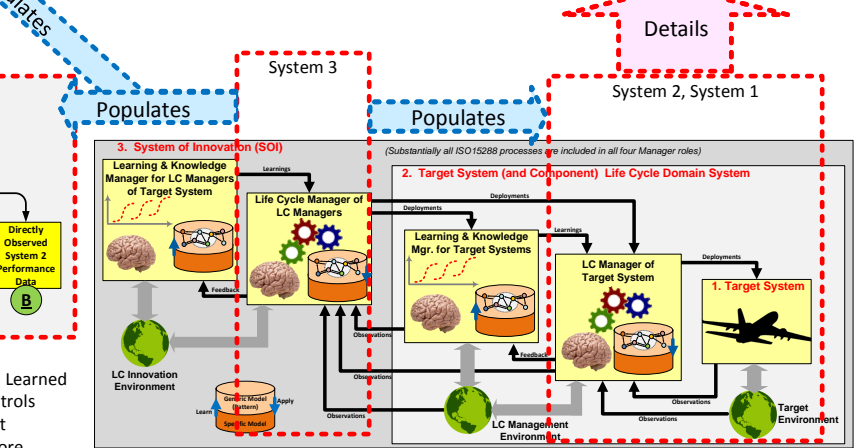 Details
System 3
System 2, System 1
Populates
Populates
3. System of Innovation (SOI)
(Substantially all ISO15288 processes are included in all four Manager roles)
Learning & Knowledge
Manager for LC Managers
of Target System
Learnings
2. Target System (and Component) Life Cycle Domain System
Life Cycle Manager of
LC Managers
Deployments
Deployments
Directly
Observed
System 2
Performance
Data
B
Learning & Knowledge
Mgr. for Target Systems
Learnings
LC Manager of
Target System
Deployments
1. Target System
Feedback
Observations
Feedback
LC Innovation
Environment
Observations
Observations
Observations
Observations
Generic Model
(Pattern)
Learn
Apply
Specific Model
LC Management
Environment
Target
Environment
Learned